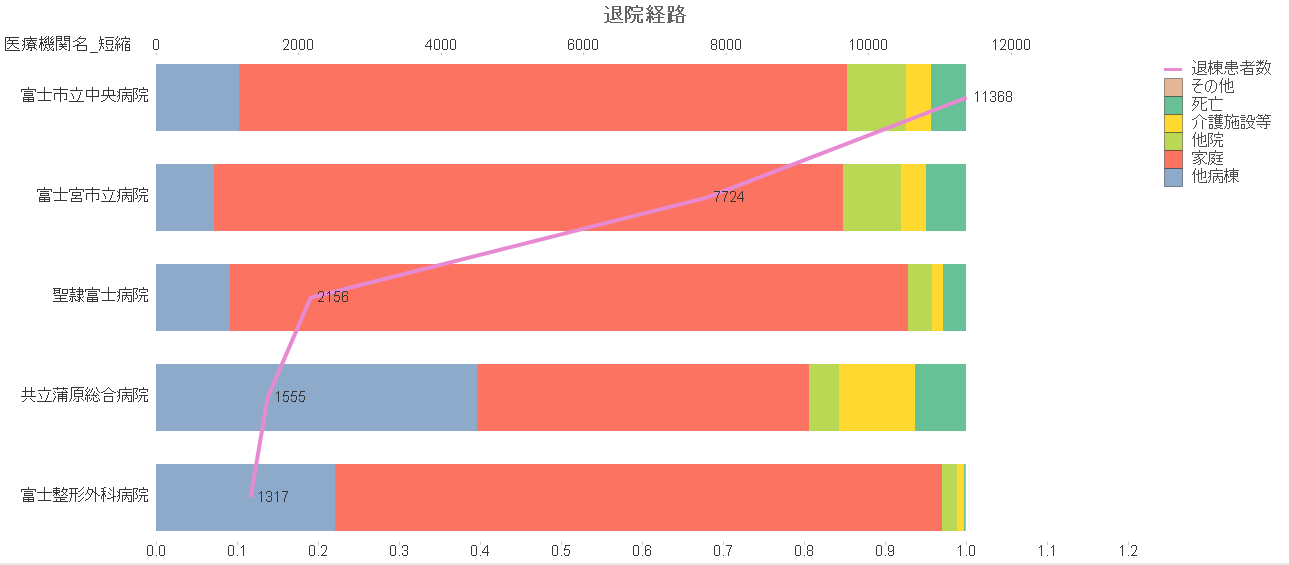 退院経路
医療機関名_短縮
0 2000 4000 6000 8000 10000 12000
富士市立中央病院
11368
富士宮市立病院
7724
聖隷富士病院
2156
共立蒲原総合病院
1555
富士整形外科病院
1317
0.0 0.1 0.2 0.3 0.4 0.5 0.6 0.7 0.8 0.9 1.0 1.1 1.2
退棟患者数
その他
死亡
介護施設等
他院
家庭
他病棟